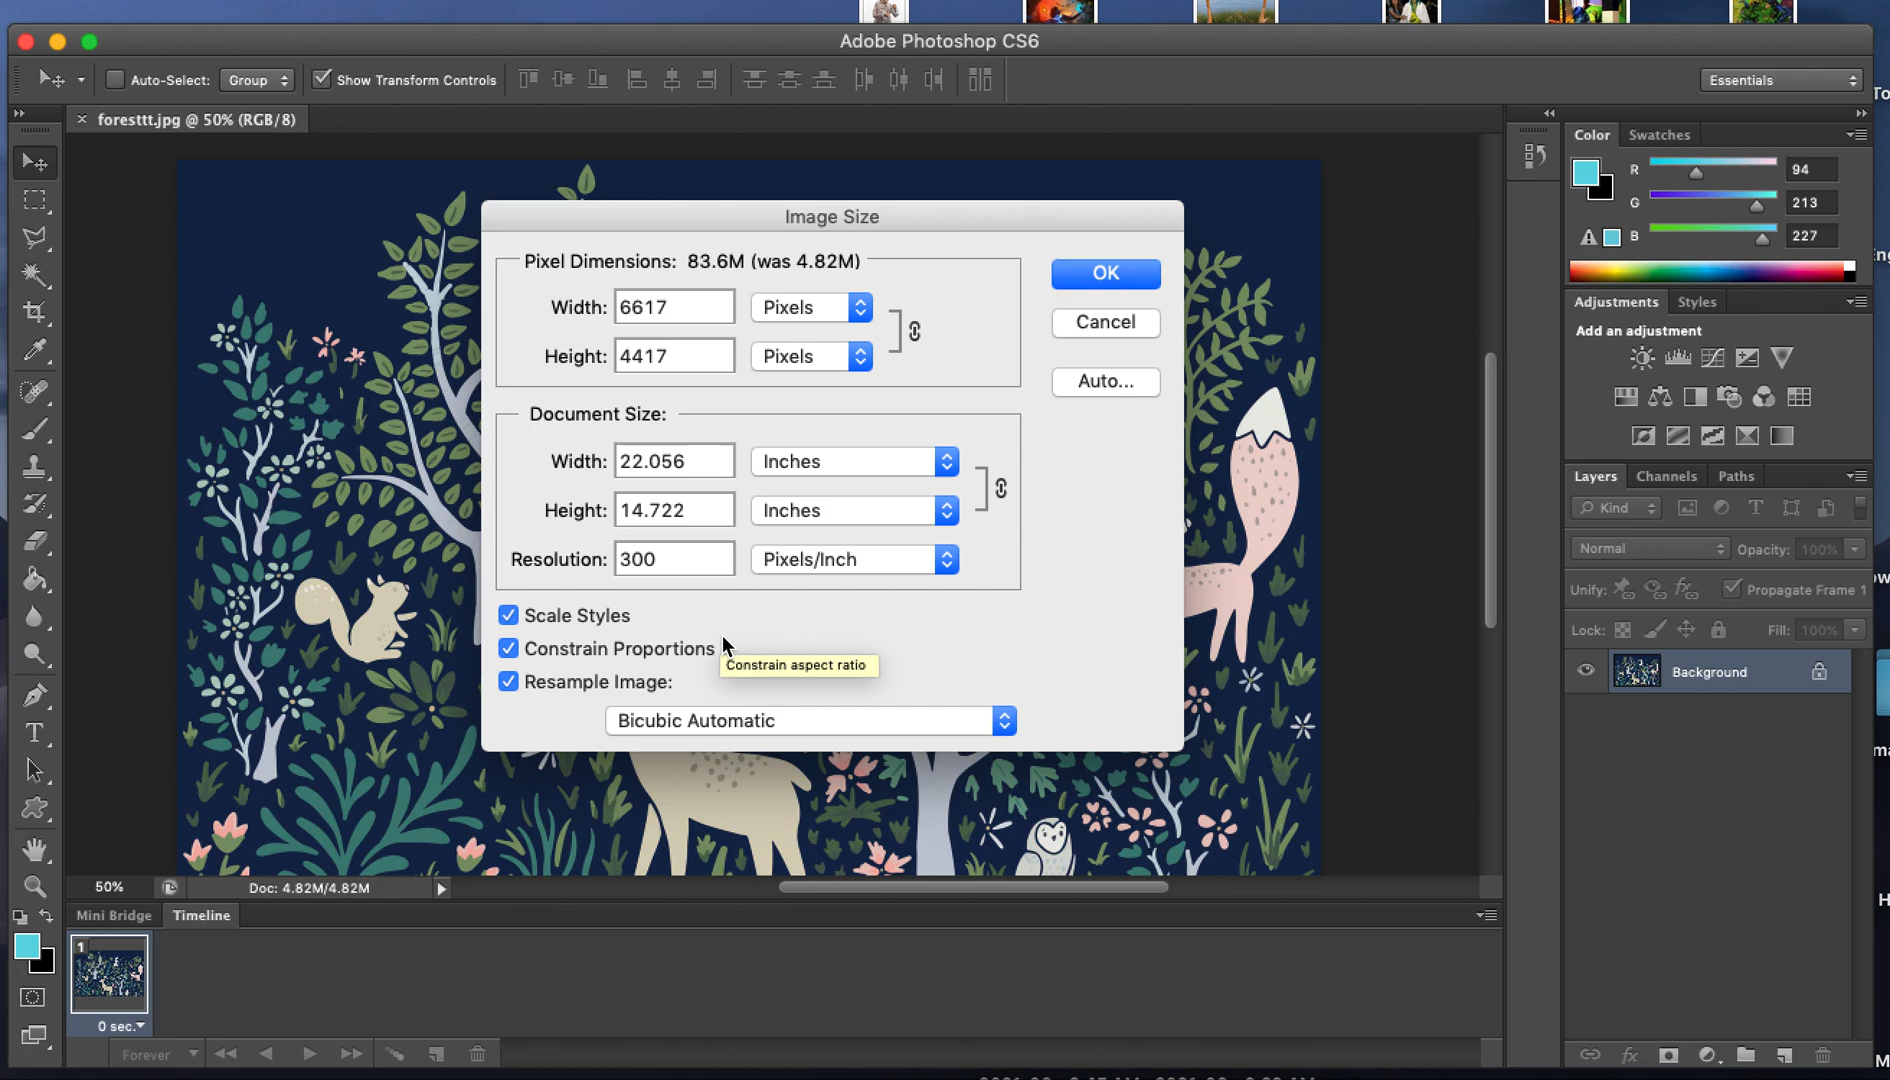 Adobe Photoshop CS6
Auto-Select: Group Show Transform Controls Essentials
× foresttt.jpg @ 50% (RGB/8)
Image Size
Pixel Dimensions: 83.6M (was 4.82M)
Width: 6617 Pixels
Height: 4417 Pixels
Document Size:
Width: 22.056 Inches
Height: 14.722 Inches
Resolution: 300 Pixels/Inch
Scale Styles
Constrain Proportions
Constrain aspect ratio
Resample Image:
Bicubic Automatic
OK
Cancel
Auto...
Color Swatches
R 94
G 213
B 227
Adjustments Styles
Add an adjustment
Layers Channels Paths
Kind
Normal Opacity: 100%
Unify: Propagate Frame 1
Lock: Fill: 100%
Background
50% Doc: 4.82M/4.82M
Mini Bridge Timeline
1
0 sec.
Forever